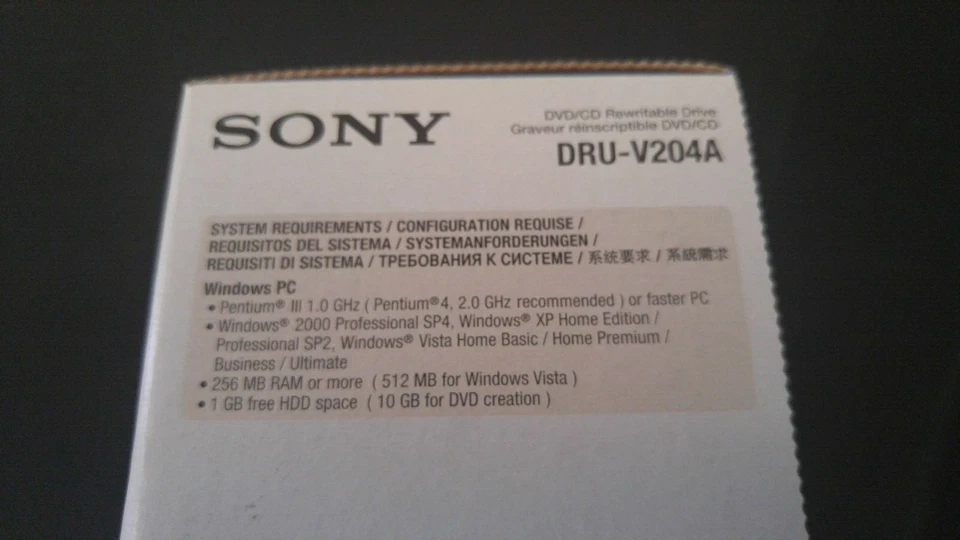 SONY
DVD/CD Rewritable Drive
Graveur réinscriptible DVD/CD
DRU-V204A
SYSTEM REQUIREMENTS / CONFIGURATION REQUISE /
REQUISITOS DEL SISTEMA / SYSTEMANFORDERUNGEN /
REQUISITI DI SISTEMA / ТРЕБОВАНИЯ К СИСТЕМЕ / 系统要求 / 系統需求
Windows PC
• Pentium® III 1.0 GHz ( Pentium®4, 2.0 GHz recommended ) or faster PC
• Windows® 2000 Professional SP4, Windows® XP Home Edition /
Professional SP2, Windows® Vista Home Basic / Home Premium /
Business / Ultimate
• 256 MB RAM or more ( 512 MB for Windows Vista )
• 1 GB free HDD space ( 10 GB for DVD creation )